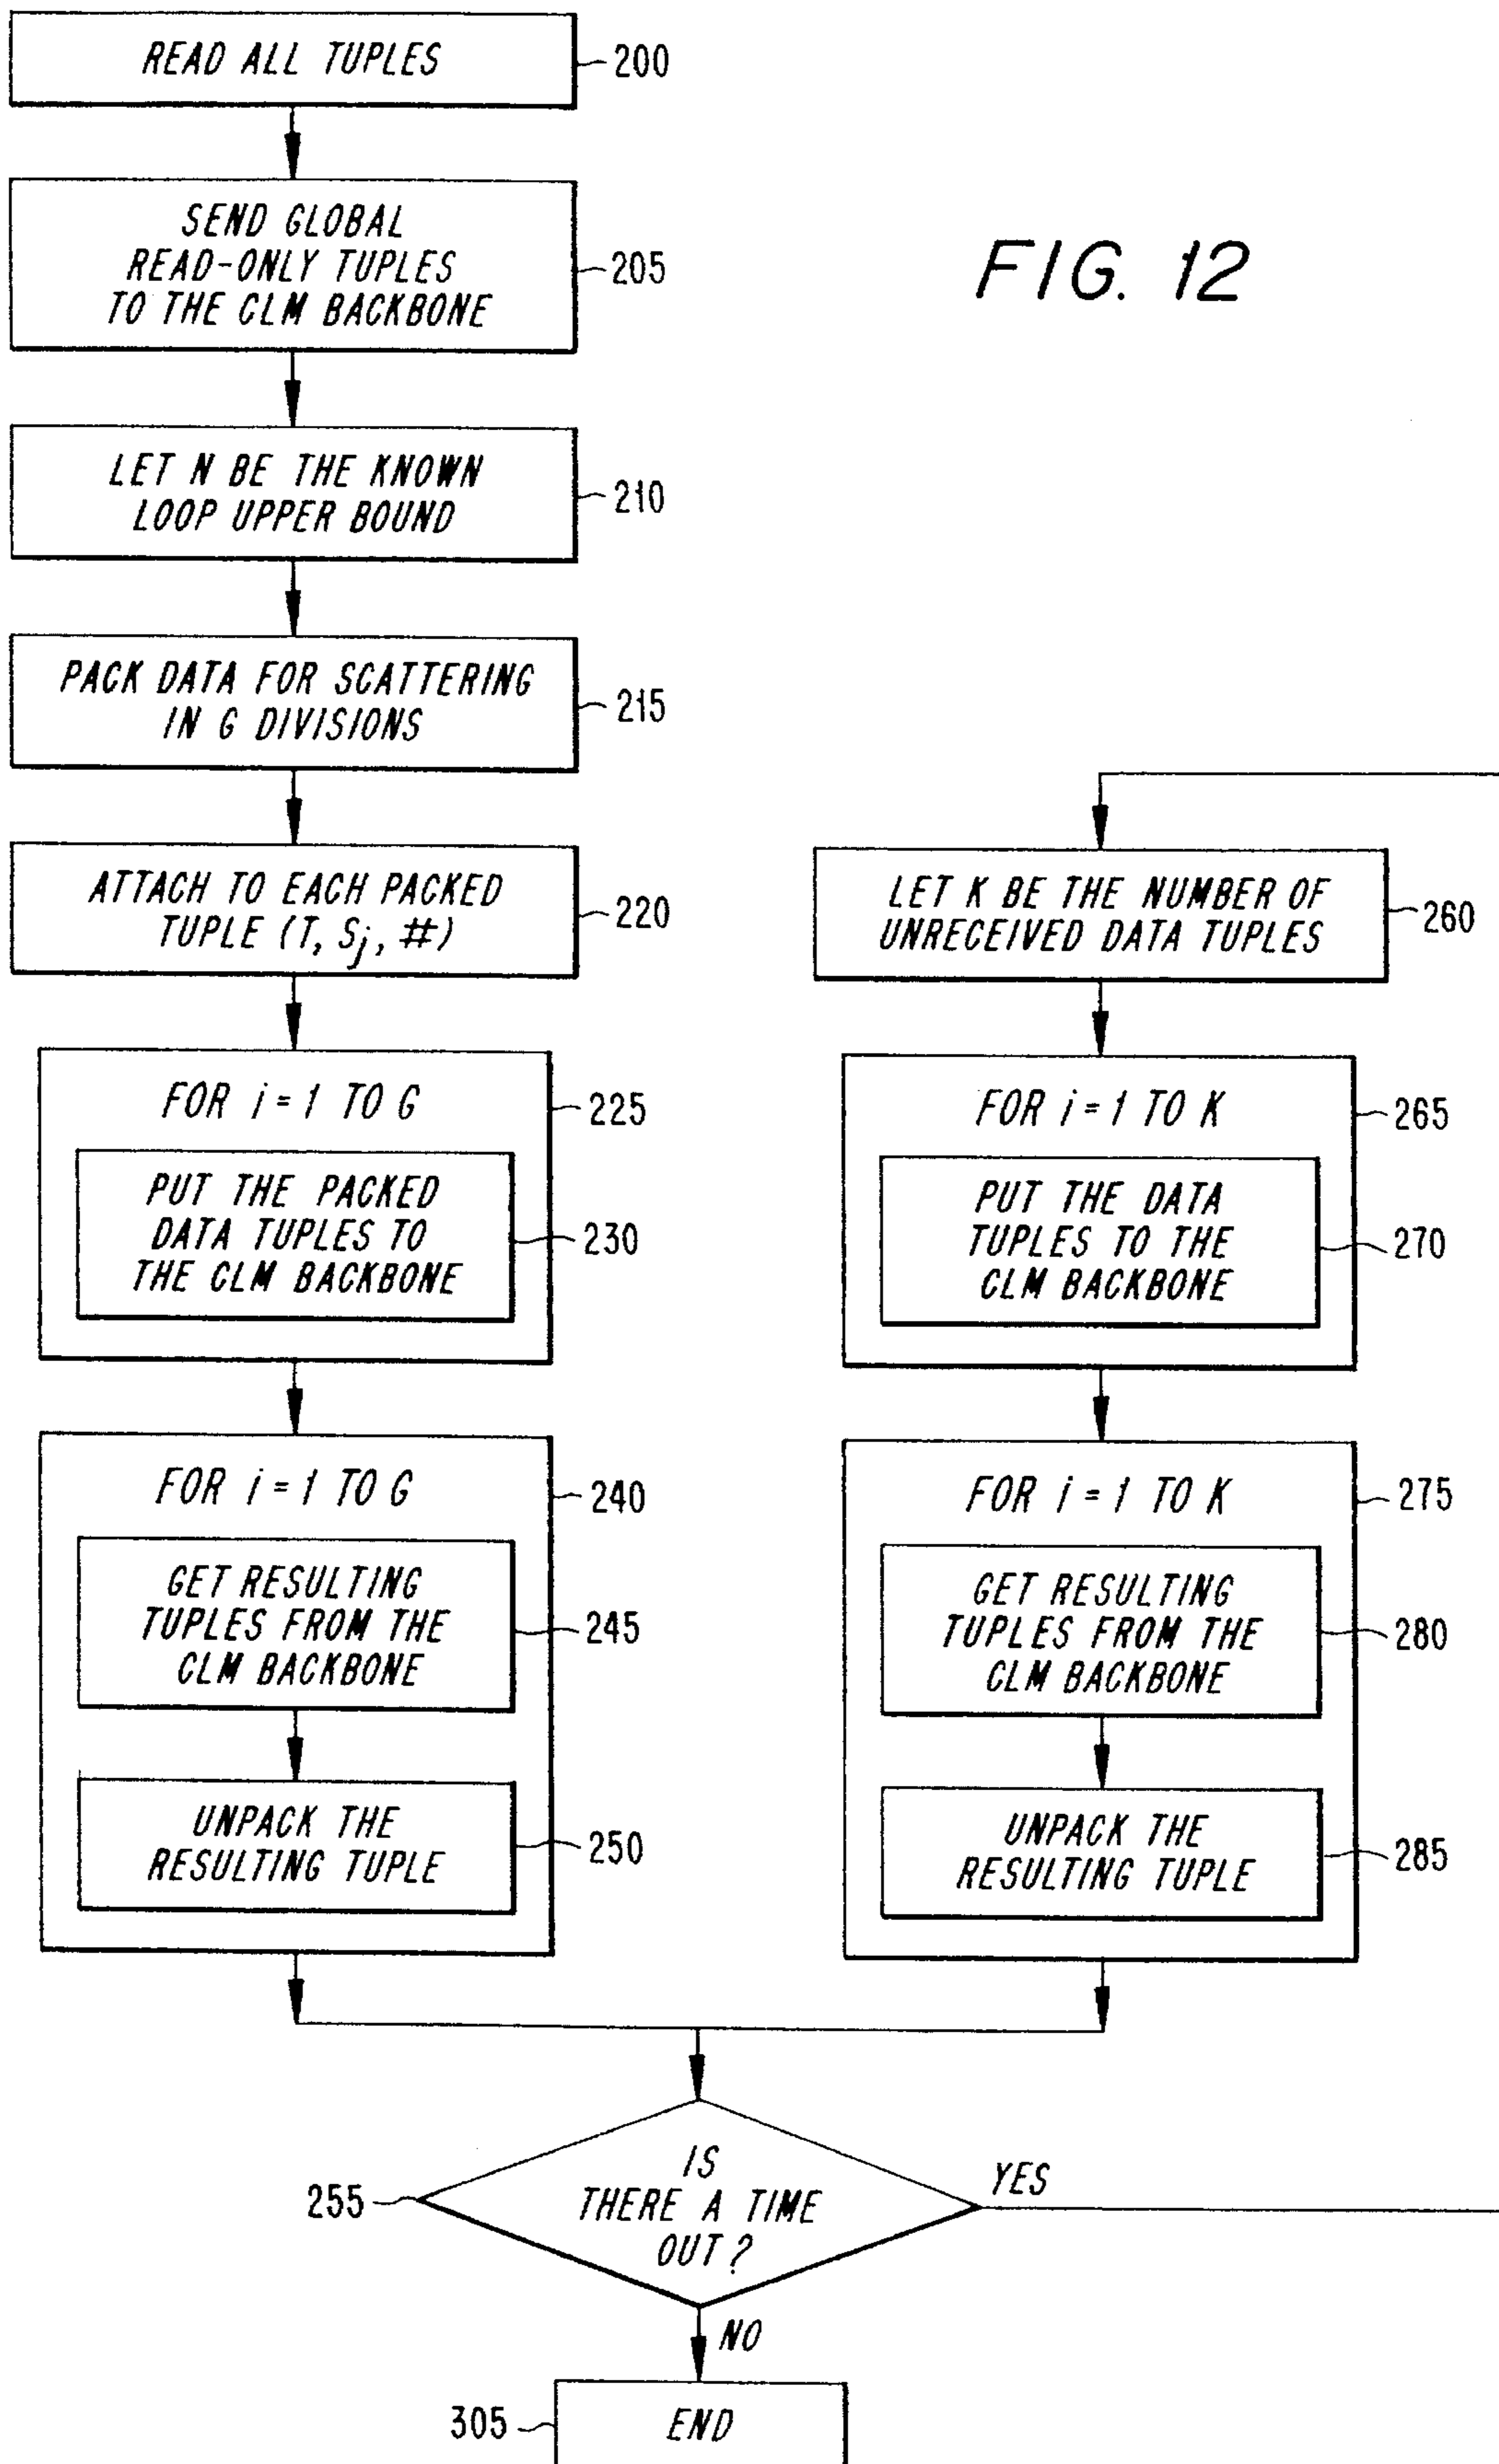 READ ALL TUPLES
200
SEND GLOBAL
READ-ONLY TUPLES
TO THE CLM BACKBONE
205
FIG. 12
LET N BE THE KNOWN
LOOP UPPER BOUND
210
PACK DATA FOR SCATTERING
IN G DIVISIONS
215
ATTACH TO EACH PACKED
TUPLE (T, Sj, #)
220
FOR i = 1 TO G
225
PUT THE PACKED
DATA TUPLES TO
THE CLM BACKBONE
230
FOR i = 1 TO G
240
GET RESULTING
TUPLES FROM THE
CLM BACKBONE
245
UNPACK THE
RESULTING TUPLE
250
LET K BE THE NUMBER OF
UNRECEIVED DATA TUPLES
260
FOR i = 1 TO K
265
PUT THE DATA
TUPLES TO THE
CLM BACKBONE
270
FOR i = 1 TO K
275
GET RESULTING
TUPLES FROM THE
CLM BACKBONE
280
UNPACK THE
RESULTING TUPLE
285
IS
THERE A TIME
OUT?
255
YES
NO
305
END